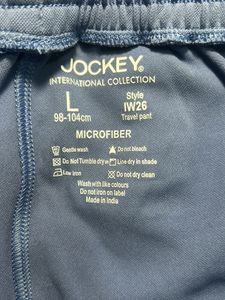 JOCKEY®
INTERNATIONAL COLLECTION
L
98-104cm
Style
IW26
Travel pant
MICROFIBER
Gentle wash
Do not bleach
Do Not Tumble dry
Line dry in shade
Low iron
Do not dry clean
Wash with like colours
Do not iron on label
Made in India